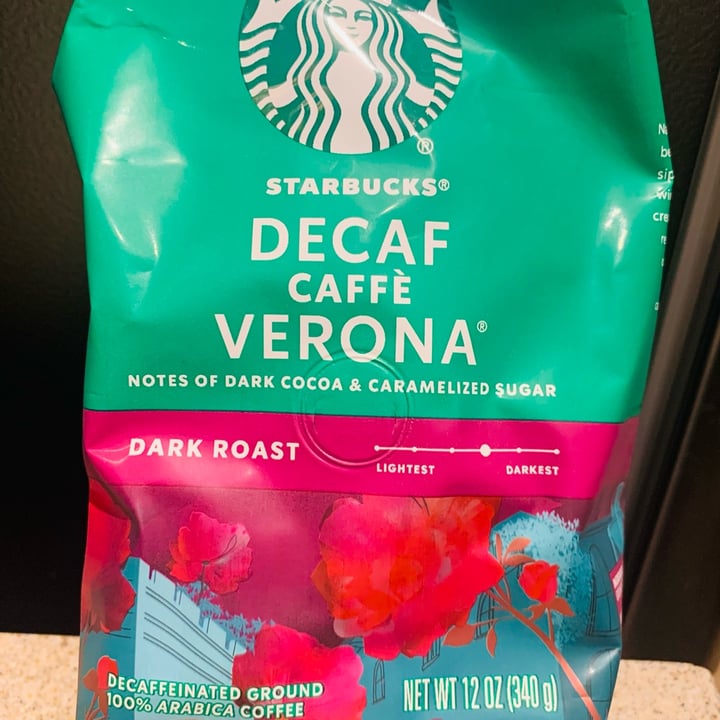 ®
STARBUCKS®
DECAF
CAFFÈ
VERONA®
NOTES OF DARK COCOA & CARAMELIZED SUGAR
DARK ROAST
LIGHTEST DARKEST
DECAFFEINATED GROUND
100% ARABICA COFFEE
NET WT 12 OZ (340 g)